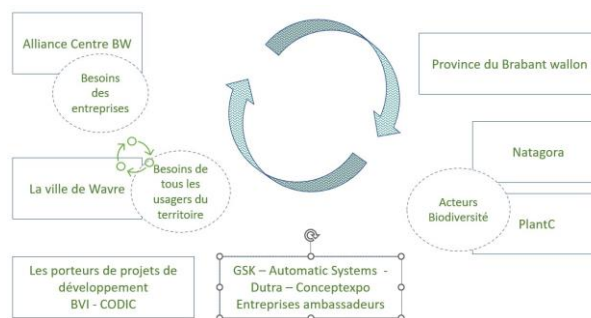 Alliance Centre BW
Besoins
des
entreprises
Province du Brabant wallon
La ville de Wavre
Besoins de
tous les
usagers du
territoire
Natagora
Acteurs
Biodiversité
PlantC
Les porteurs de projets de
développement
BVI - CODIC
GSK – Automatic Systems -
Dutra – Conceptexpo
Entreprises ambassadeurs